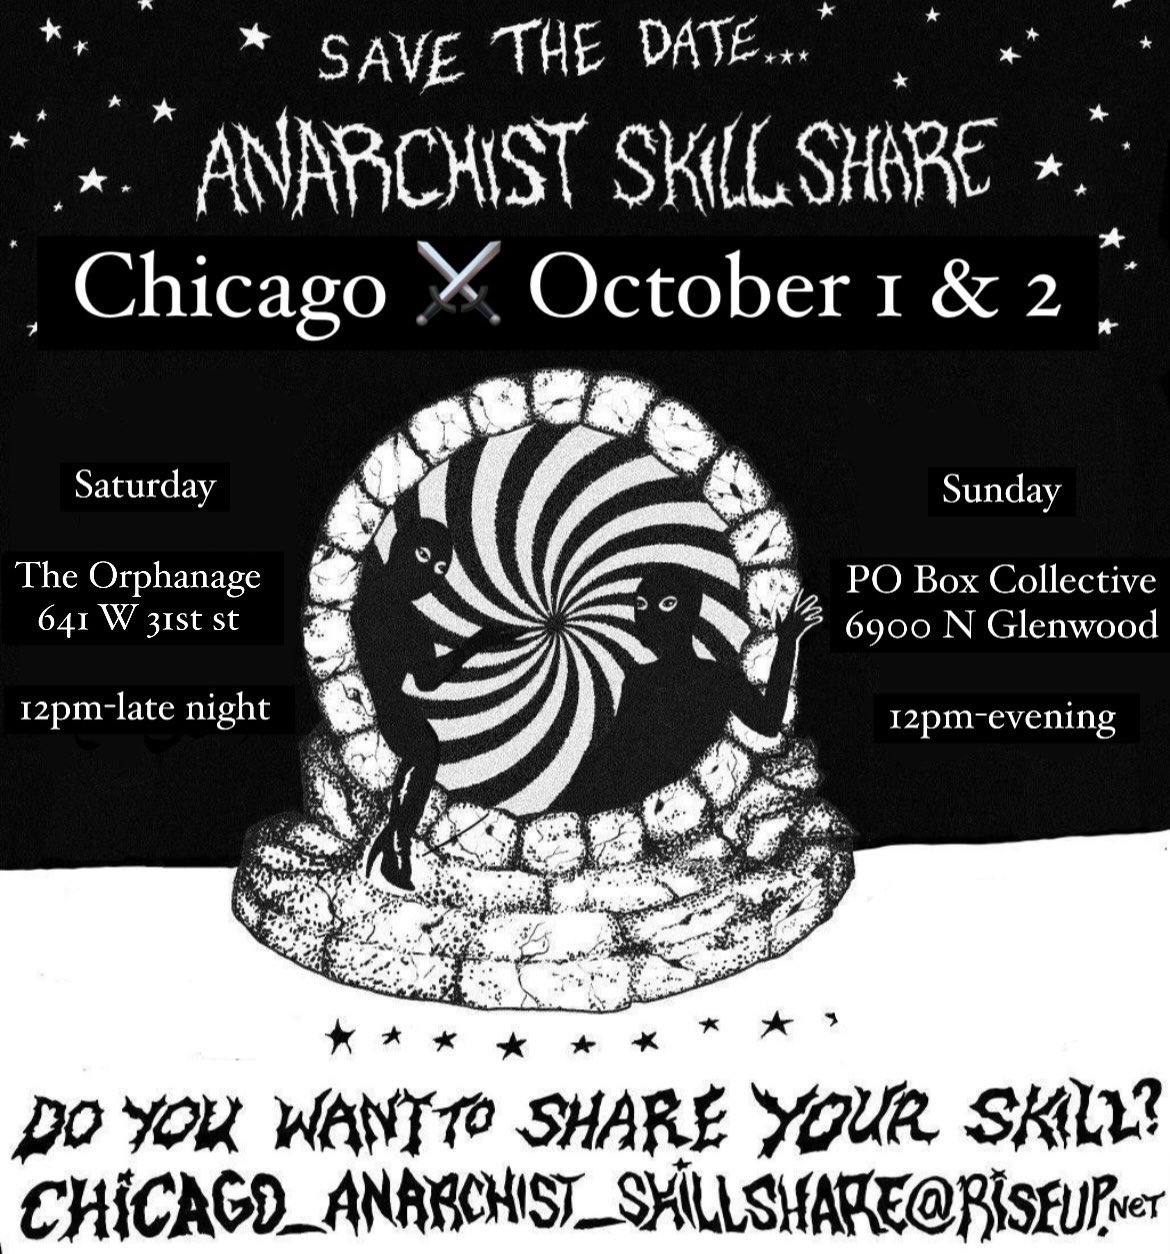 SAVE THE DATE...
ANARCHIST SKILLSHARE
Chicago ⚔ October 1 & 2
Saturday
The Orphanage
641 W 31st st
12pm-late night
Sunday
PO Box Collective
6900 N Glenwood
12pm-evening
DO YOU WANT TO SHARE YOUR SKILL?
CHICAGO_ANARCHIST_SKILLSHARE@RISEUP.NET